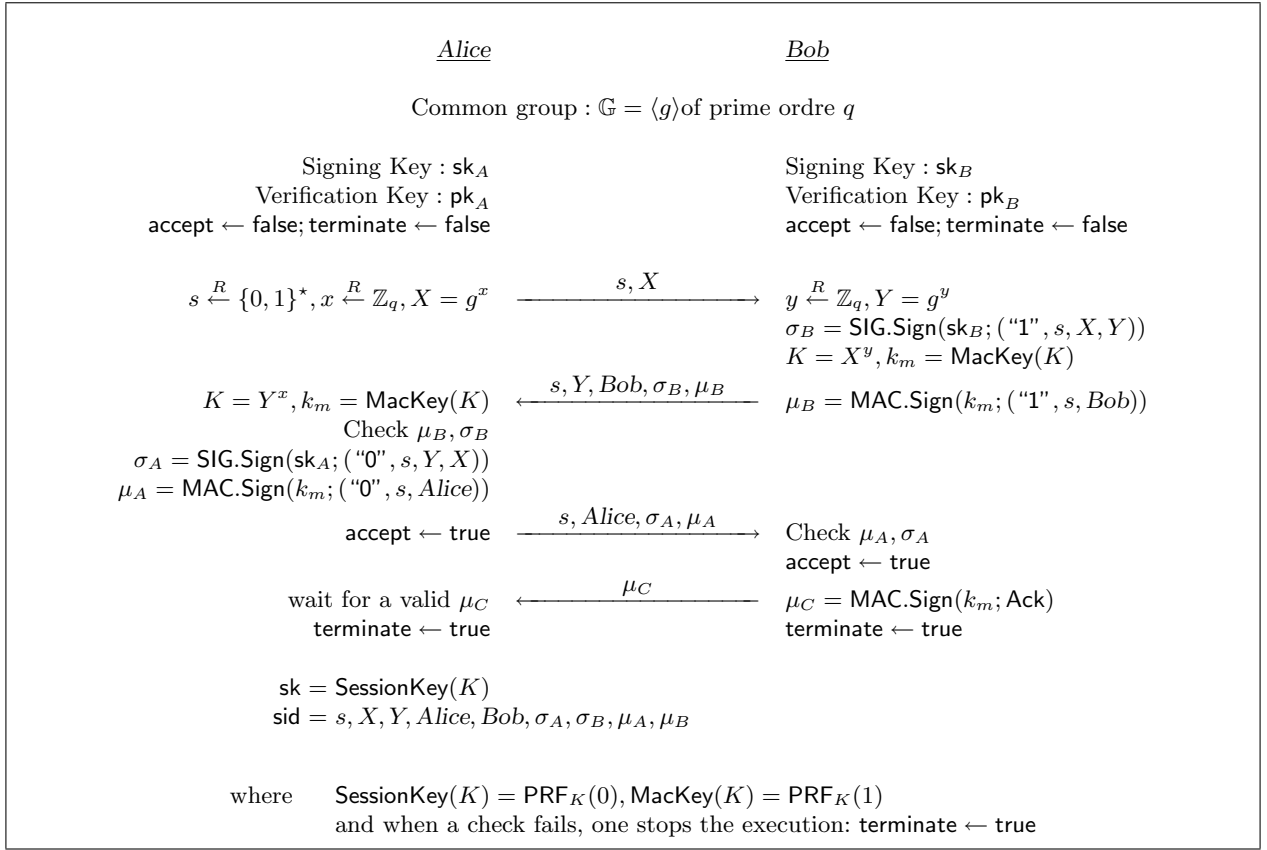 Alice Bob
Common group : 𝔾 = ⟨g⟩of prime ordre q
Signing Key : sk_A Signing Key : sk_B
Verification Key : pk_A Verification Key : pk_B
accept ← false; terminate ← false accept ← false; terminate ← false
s ←^R {0, 1}^⋆, x ←^R ℤ_q, X = g^x s, X y ←^R ℤ_q, Y = g^y
σ_B = SIG.Sign(sk_B; (“1”, s, X, Y))
K = X^y, k_m = MacKey(K)
K = Y^x, k_m = MacKey(K) s, Y, Bob, σ_B, μ_B μ_B = MAC.Sign(k_m; (“1”, s, Bob))
Check μ_B, σ_B
σ_A = SIG.Sign(sk_A; (“0”, s, Y, X))
μ_A = MAC.Sign(k_m; (“0”, s, Alice))
accept ← true s, Alice, σ_A, μ_A Check μ_A, σ_A
accept ← true
wait for a valid μ_C μ_C μ_C = MAC.Sign(k_m; Ack)
terminate ← true terminate ← true
sk = SessionKey(K)
sid = s, X, Y, Alice, Bob, σ_A, σ_B, μ_A, μ_B
where SessionKey(K) = PRF_K(0), MacKey(K) = PRF_K(1)
and when a check fails, one stops the execution: terminate ← true